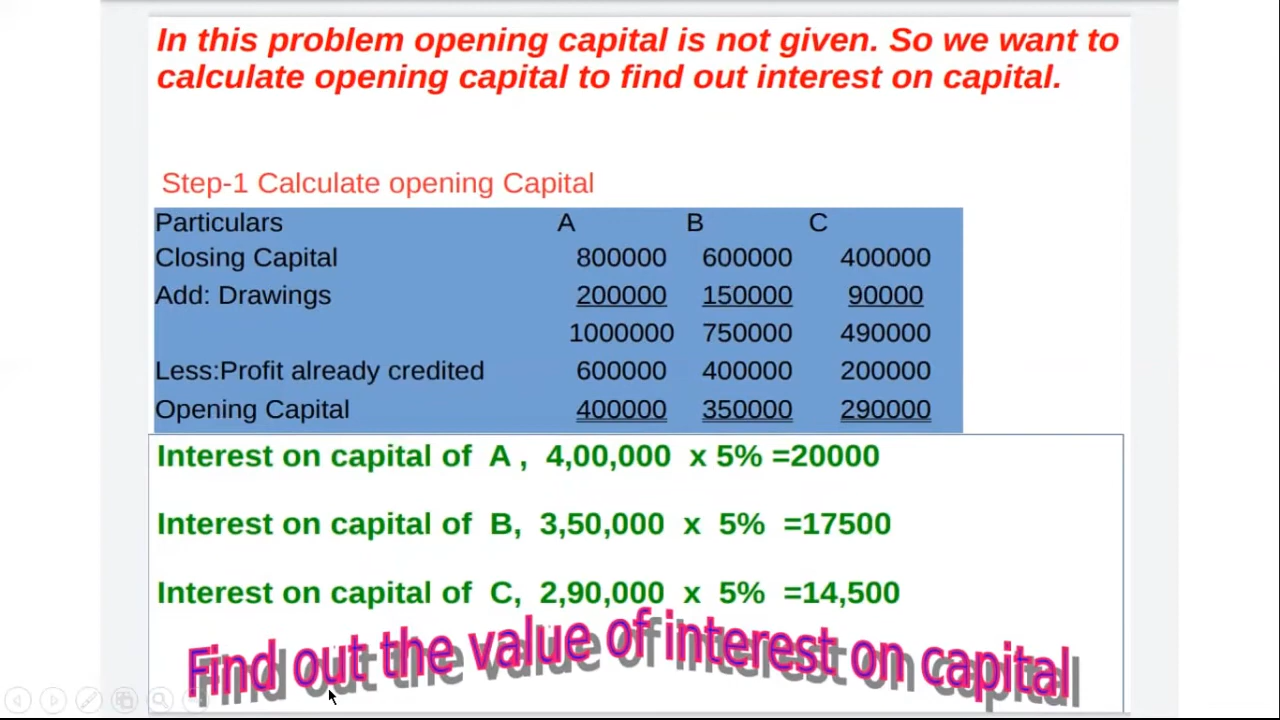 In this problem opening capital is not given. So we want to
calculate opening capital to find out interest on capital.
Step-1 Calculate opening Capital
Particulars A B C
Closing Capital 800000 600000 400000
Add: Drawings 200000 150000 90000
1000000 750000 490000
Less:Profit already credited 600000 400000 200000
Opening Capital 400000 350000 290000
Interest on capital of A , 4,00,000 x 5% =20000
Interest on capital of B, 3,50,000 x 5% =17500
Interest on capital of C, 2,90,000 x 5% =14,500
Find out the value of interest on capital